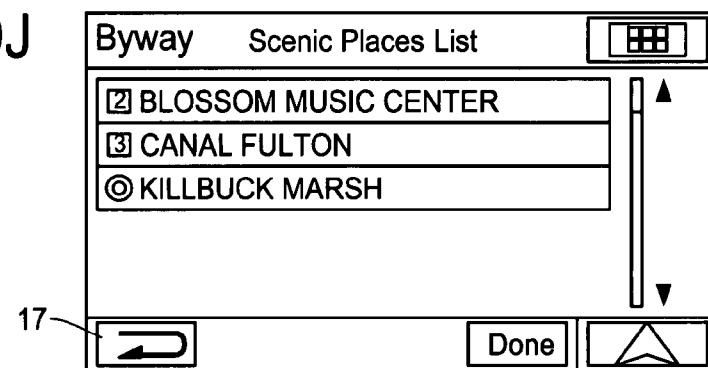 J
Byway Scenic Places List
2 BLOSSOM MUSIC CENTER
3 CANAL FULTON
◎ KILLBUCK MARSH
17
Done